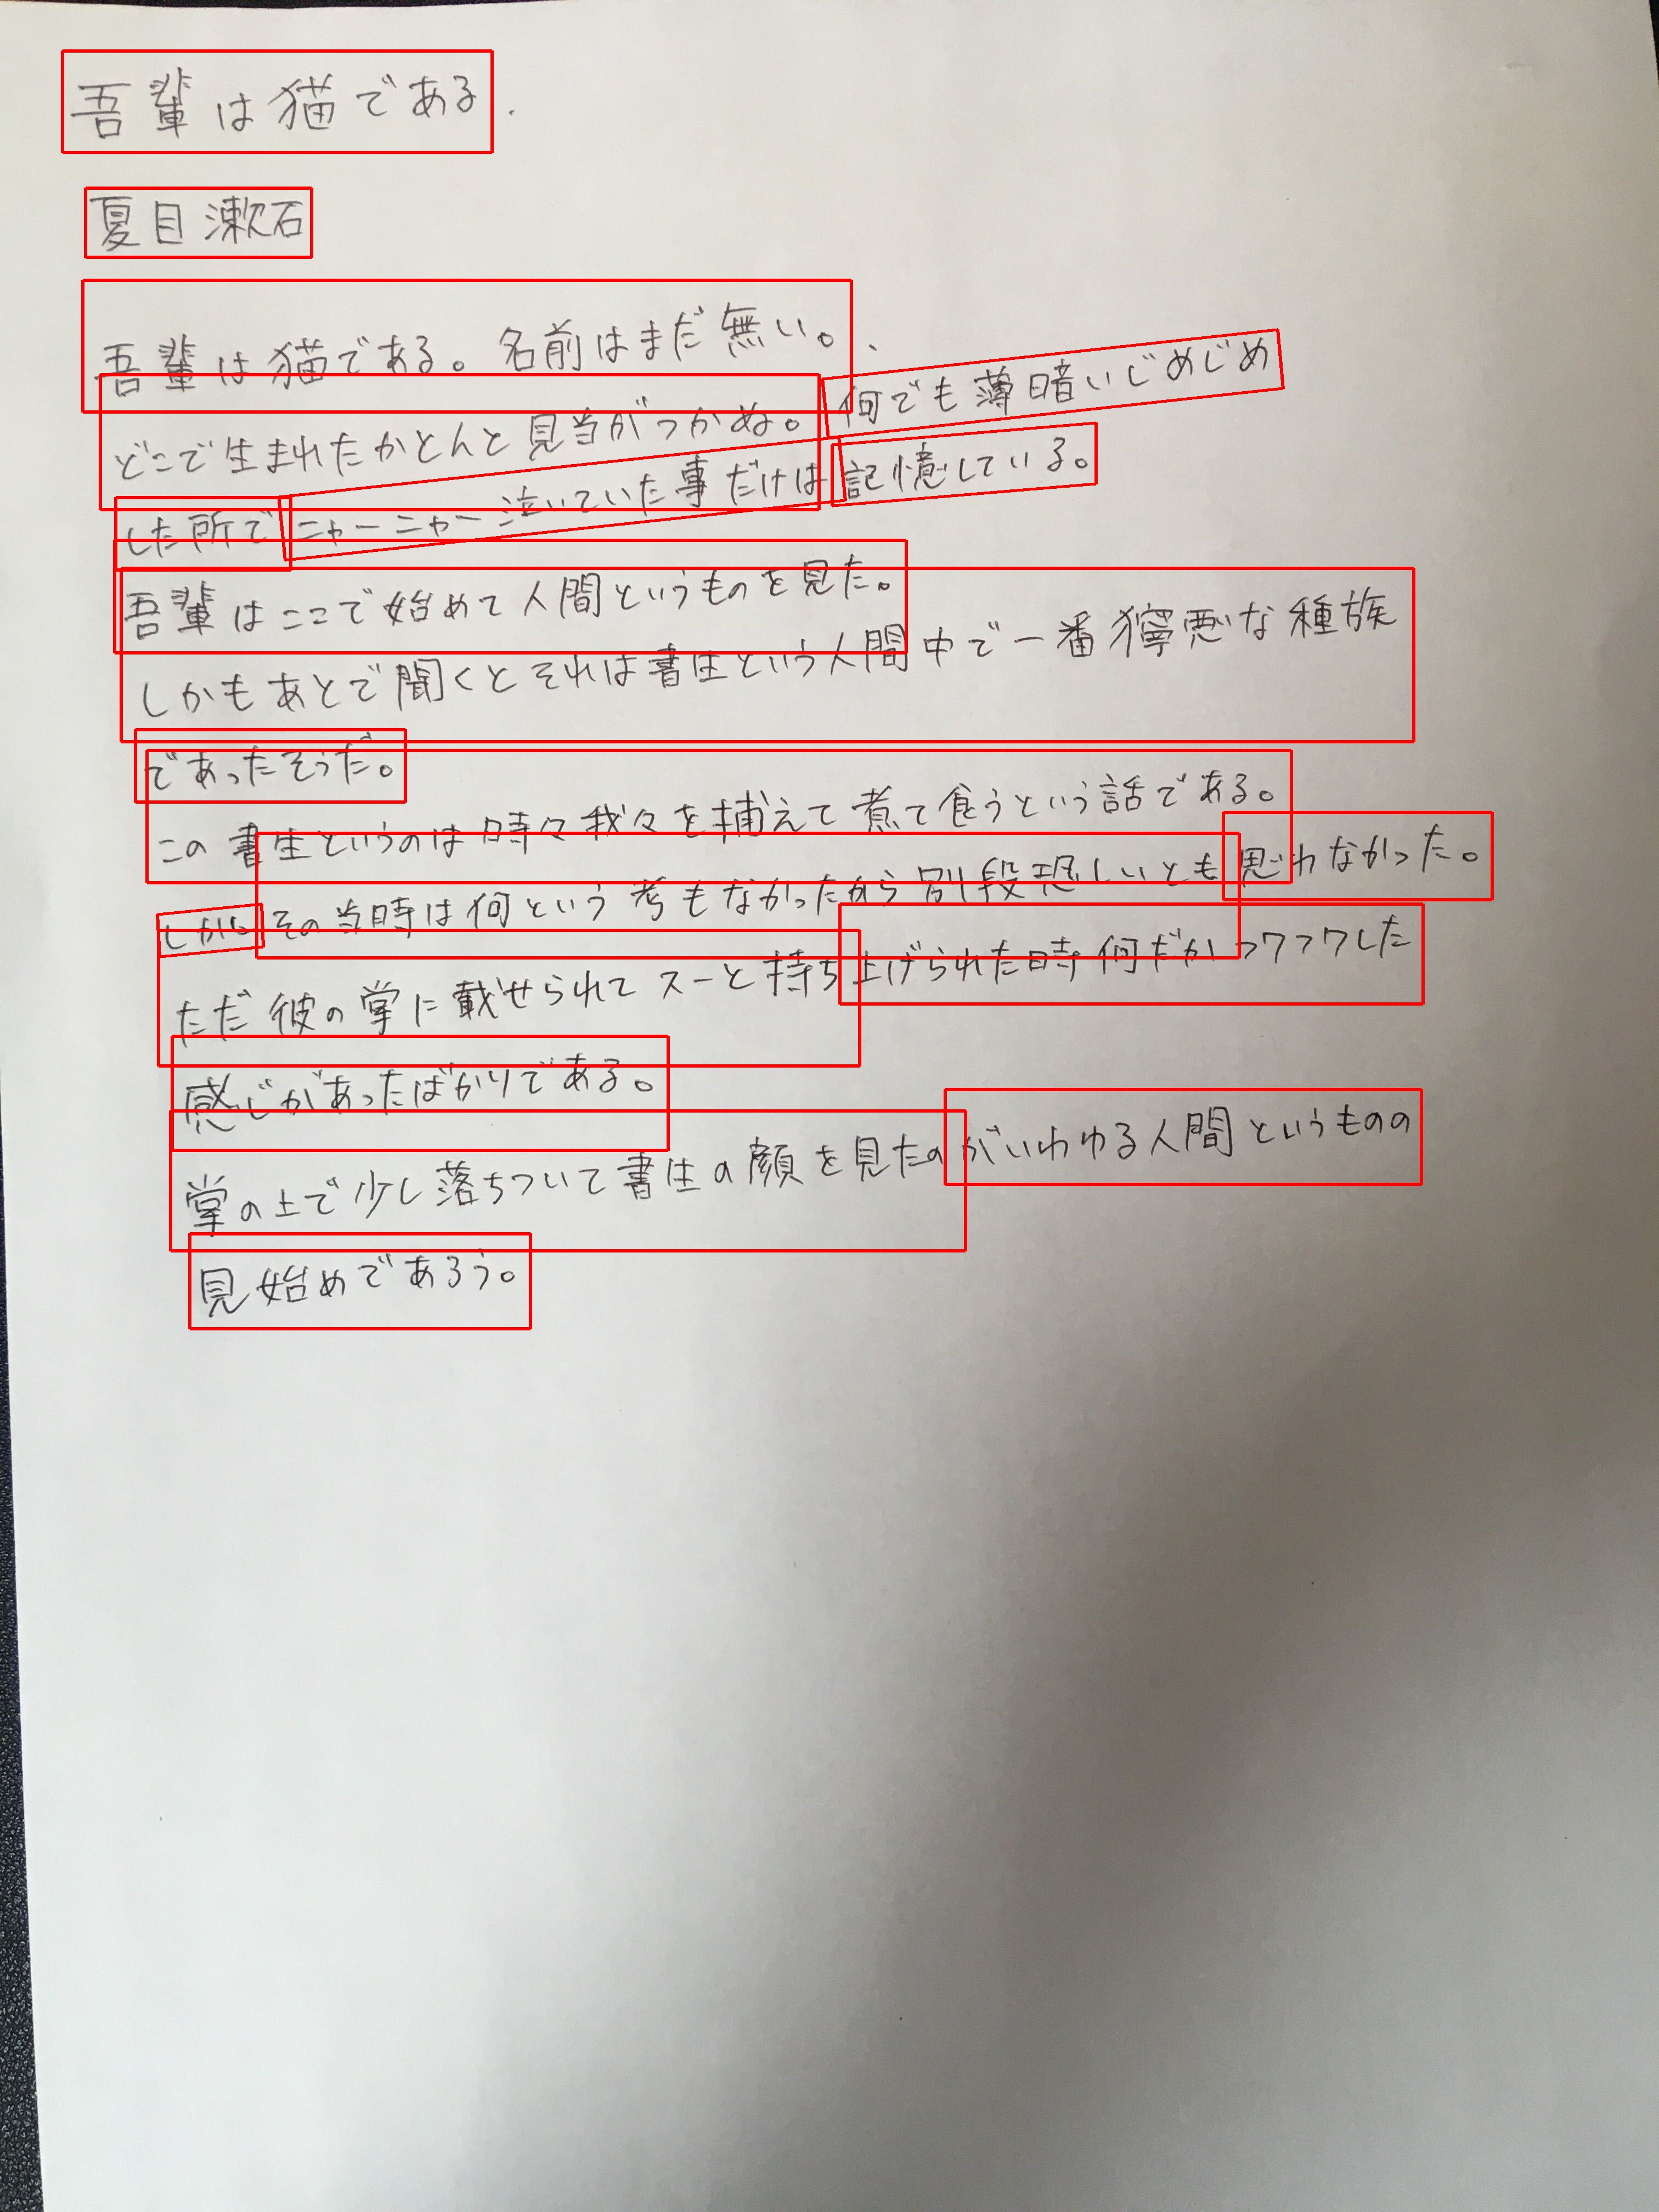 吾輩は猫である.
夏目漱石
吾輩は猫である。名前はまだ無い。
どこで生まれたかとんと見当がつかぬ。何でも薄暗いじめじめ
した所でニャーニャー泣いていた事だけは記憶している。
吾輩はここで始めて人間というものを見た。
しかもあとで聞くとそれは書生という人間中で一番獰悪な種族
であったそうだ。
この書生というのは時々我々を捕えて煮て食うという話である。
しかしその当時は何という考もなかったから別段恐しいとも思わなかった。
ただ彼の掌に載せられてスーと持ち上げられた時何だかフワフワした
感じがあったばかりである。
掌の上で少し落ちついて書生の顔を見たのがいわゆる人間というものの
見始めであろう。